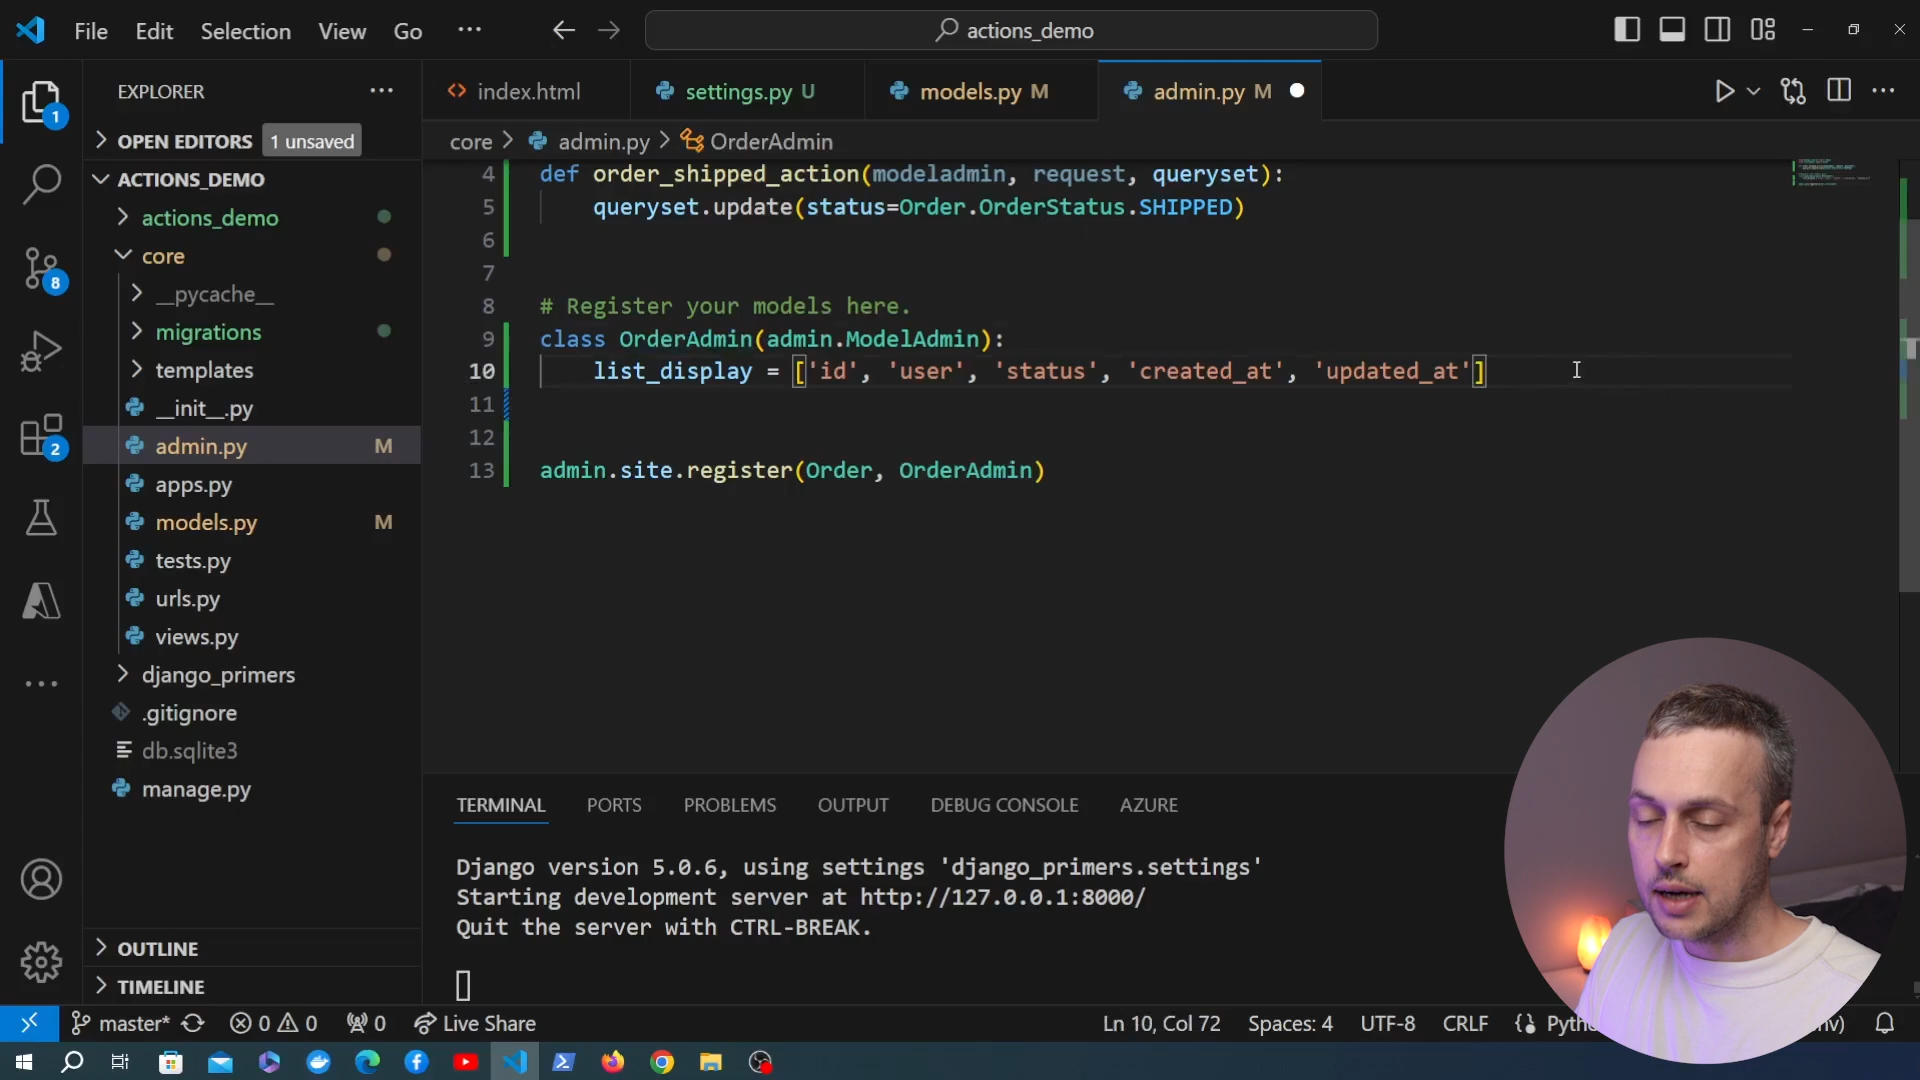 File Edit Selection View Go ··· actions_demo
EXPLORER ···
1
OPEN EDITORS 1 unsaved
ACTIONS_DEMO
actions_demo
core
8
__pycache__
migrations
templates
__init__.py
2
admin.py M
apps.py
models.py M
tests.py
urls.py
views.py
django_primers
.gitignore
db.sqlite3
manage.py
OUTLINE
TIMELINE
index.html settings.py U models.py M admin.py M
core > admin.py > OrderAdmin
4 def order_shipped_action(modeladmin, request, queryset):
5 queryset.update(status=Order.OrderStatus.SHIPPED)
6
7
8 # Register your models here.
9 class OrderAdmin(admin.ModelAdmin):
10 list_display = ['id', 'user', 'status', 'created_at', 'updated_at']
11
12
13 admin.site.register(Order, OrderAdmin)
TERMINAL PORTS PROBLEMS OUTPUT DEBUG CONSOLE AZURE
Django version 5.0.6, using settings 'django_primers.settings'
Starting development server at http://127.0.0.1:8000/
Quit the server with CTRL-BREAK.
master* 0 0 0 Live Share Ln 10, Col 72 Spaces: 4 UTF-8 CRLF